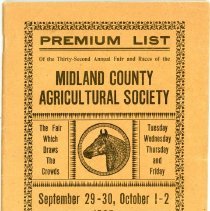 PREMIUM LIST
Of the Thirty-Second Annual Fair and Races of the
MIDLAND COUNTY
AGRICULTURAL SOCIETY
The Fair
Which
Draws
The
Crowds
Tuesday
Wednesday
Thursday
and
Friday
September 29-30, October 1-2